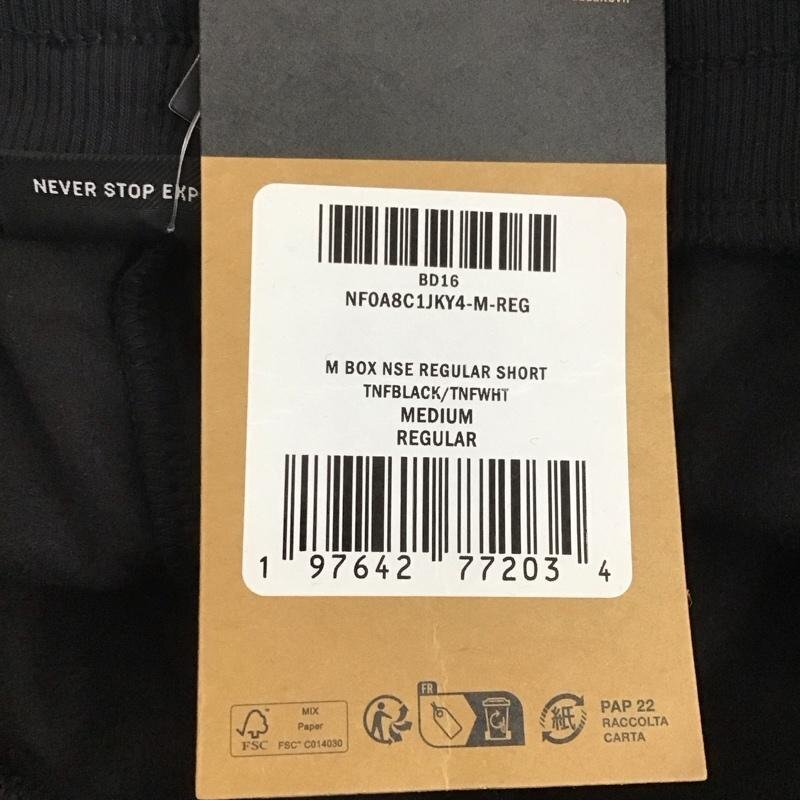 NEVER STOP EXP
BD16
NF0A8C1JKY4-M-REG
M BOX NSE REGULAR SHORT
TNFBLACK/TNFWHT
MEDIUM
REGULAR
1 97642 77203 4
FSC
MIX
Paper
FSC™ C014030
FR
紙
PAP 22
RACCOLTA
CARTA